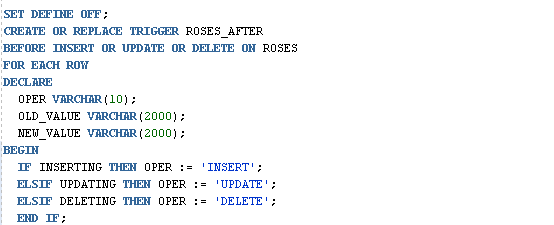 SET DEFINE OFF;
CREATE OR REPLACE TRIGGER ROSES_AFTER
BEFORE INSERT OR UPDATE OR DELETE ON ROSES
FOR EACH ROW
DECLARE
  OPER VARCHAR(10);
  OLD_VALUE VARCHAR(2000);
  NEW_VALUE VARCHAR(2000);
BEGIN
  IF INSERTING THEN OPER := 'INSERT';
  ELSIF UPDATING THEN OPER := 'UPDATE';
  ELSIF DELETING THEN OPER := 'DELETE';
  END IF;